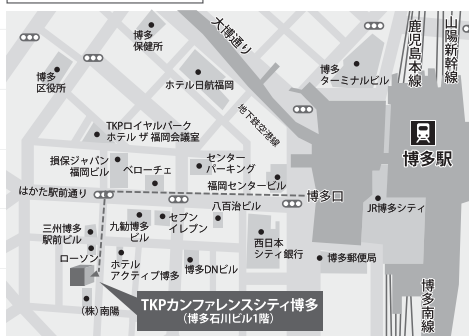 博多
保健所
大博通り
鹿児島本線
山陽新幹線
博多
区役所
ホテル日航福岡
博多
ターミナルビル
地下鉄空港線
TKPロイヤルパーク
ホテル ザ 福岡会議室
博多駅
損保ジャパン
福岡ビル
ベローチェ
センター
パーキング
福岡センタービル
はかた駅前通り
博多口
八百治ビル
JR博多シティ
三州博多
駅前ビル
九勧博多
ビル
セブン
イレブン
ローソン
西日本
シティ銀行
ホテル
アクティブ博多
博多DNビル
博多郵便局
博多南線
(株)南陽
TKPカンファレンスシティ博多
(博多石川ビル1階)